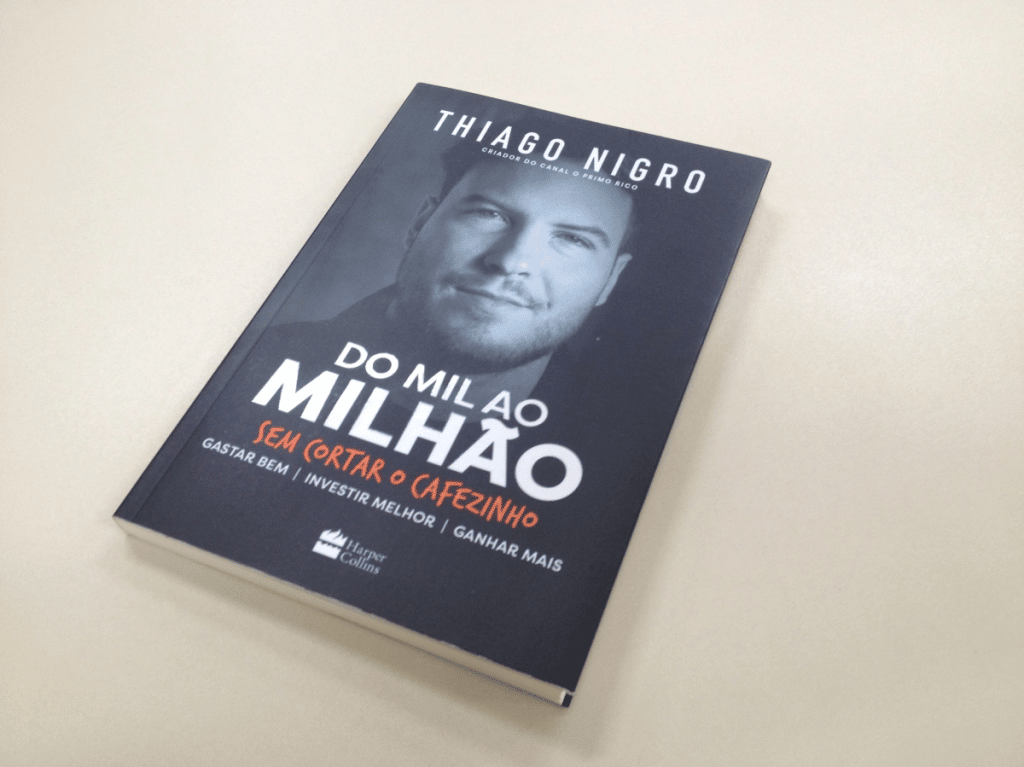 THIAGO NIGRO
CRIADOR DO CANAL O PRIMO RICO
DO MIL AO
MILHÃO
SEM CORTAR O CAFEZINHO
GASTAR BEM | INVESTIR MELHOR | GANHAR MAIS
Harper
Collins